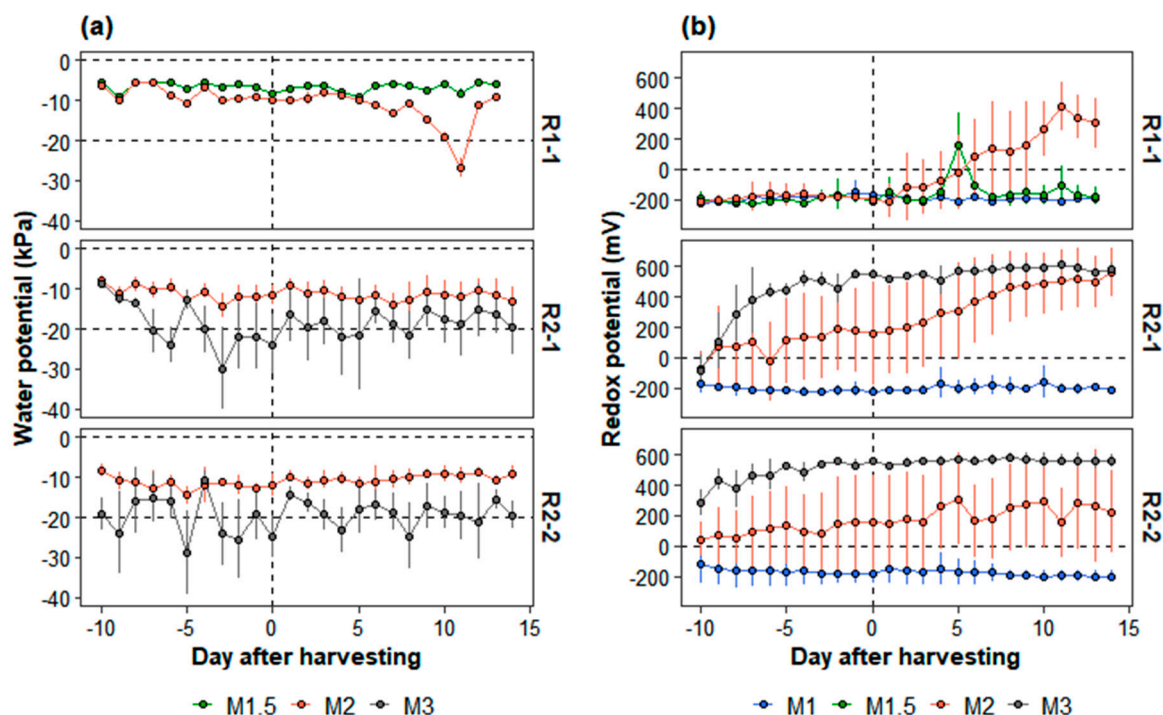 (a)
(b)
0
-10
-20
-30
-40
R1-1
0
-10
-20
-30
-40
R2-1
0
-10
-20
-30
-40
R2-2
Water potential (kPa)
-10 -5 0 5 10 15
Day after harvesting
M1.5 M2 M3
600
400
200
0
-200
R1-1
600
400
200
0
-200
R2-1
600
400
200
0
-200
R2-2
Redox potential (mV)
-10 -5 0 5 10 15
Day after harvesting
M1 M1.5 M2 M3